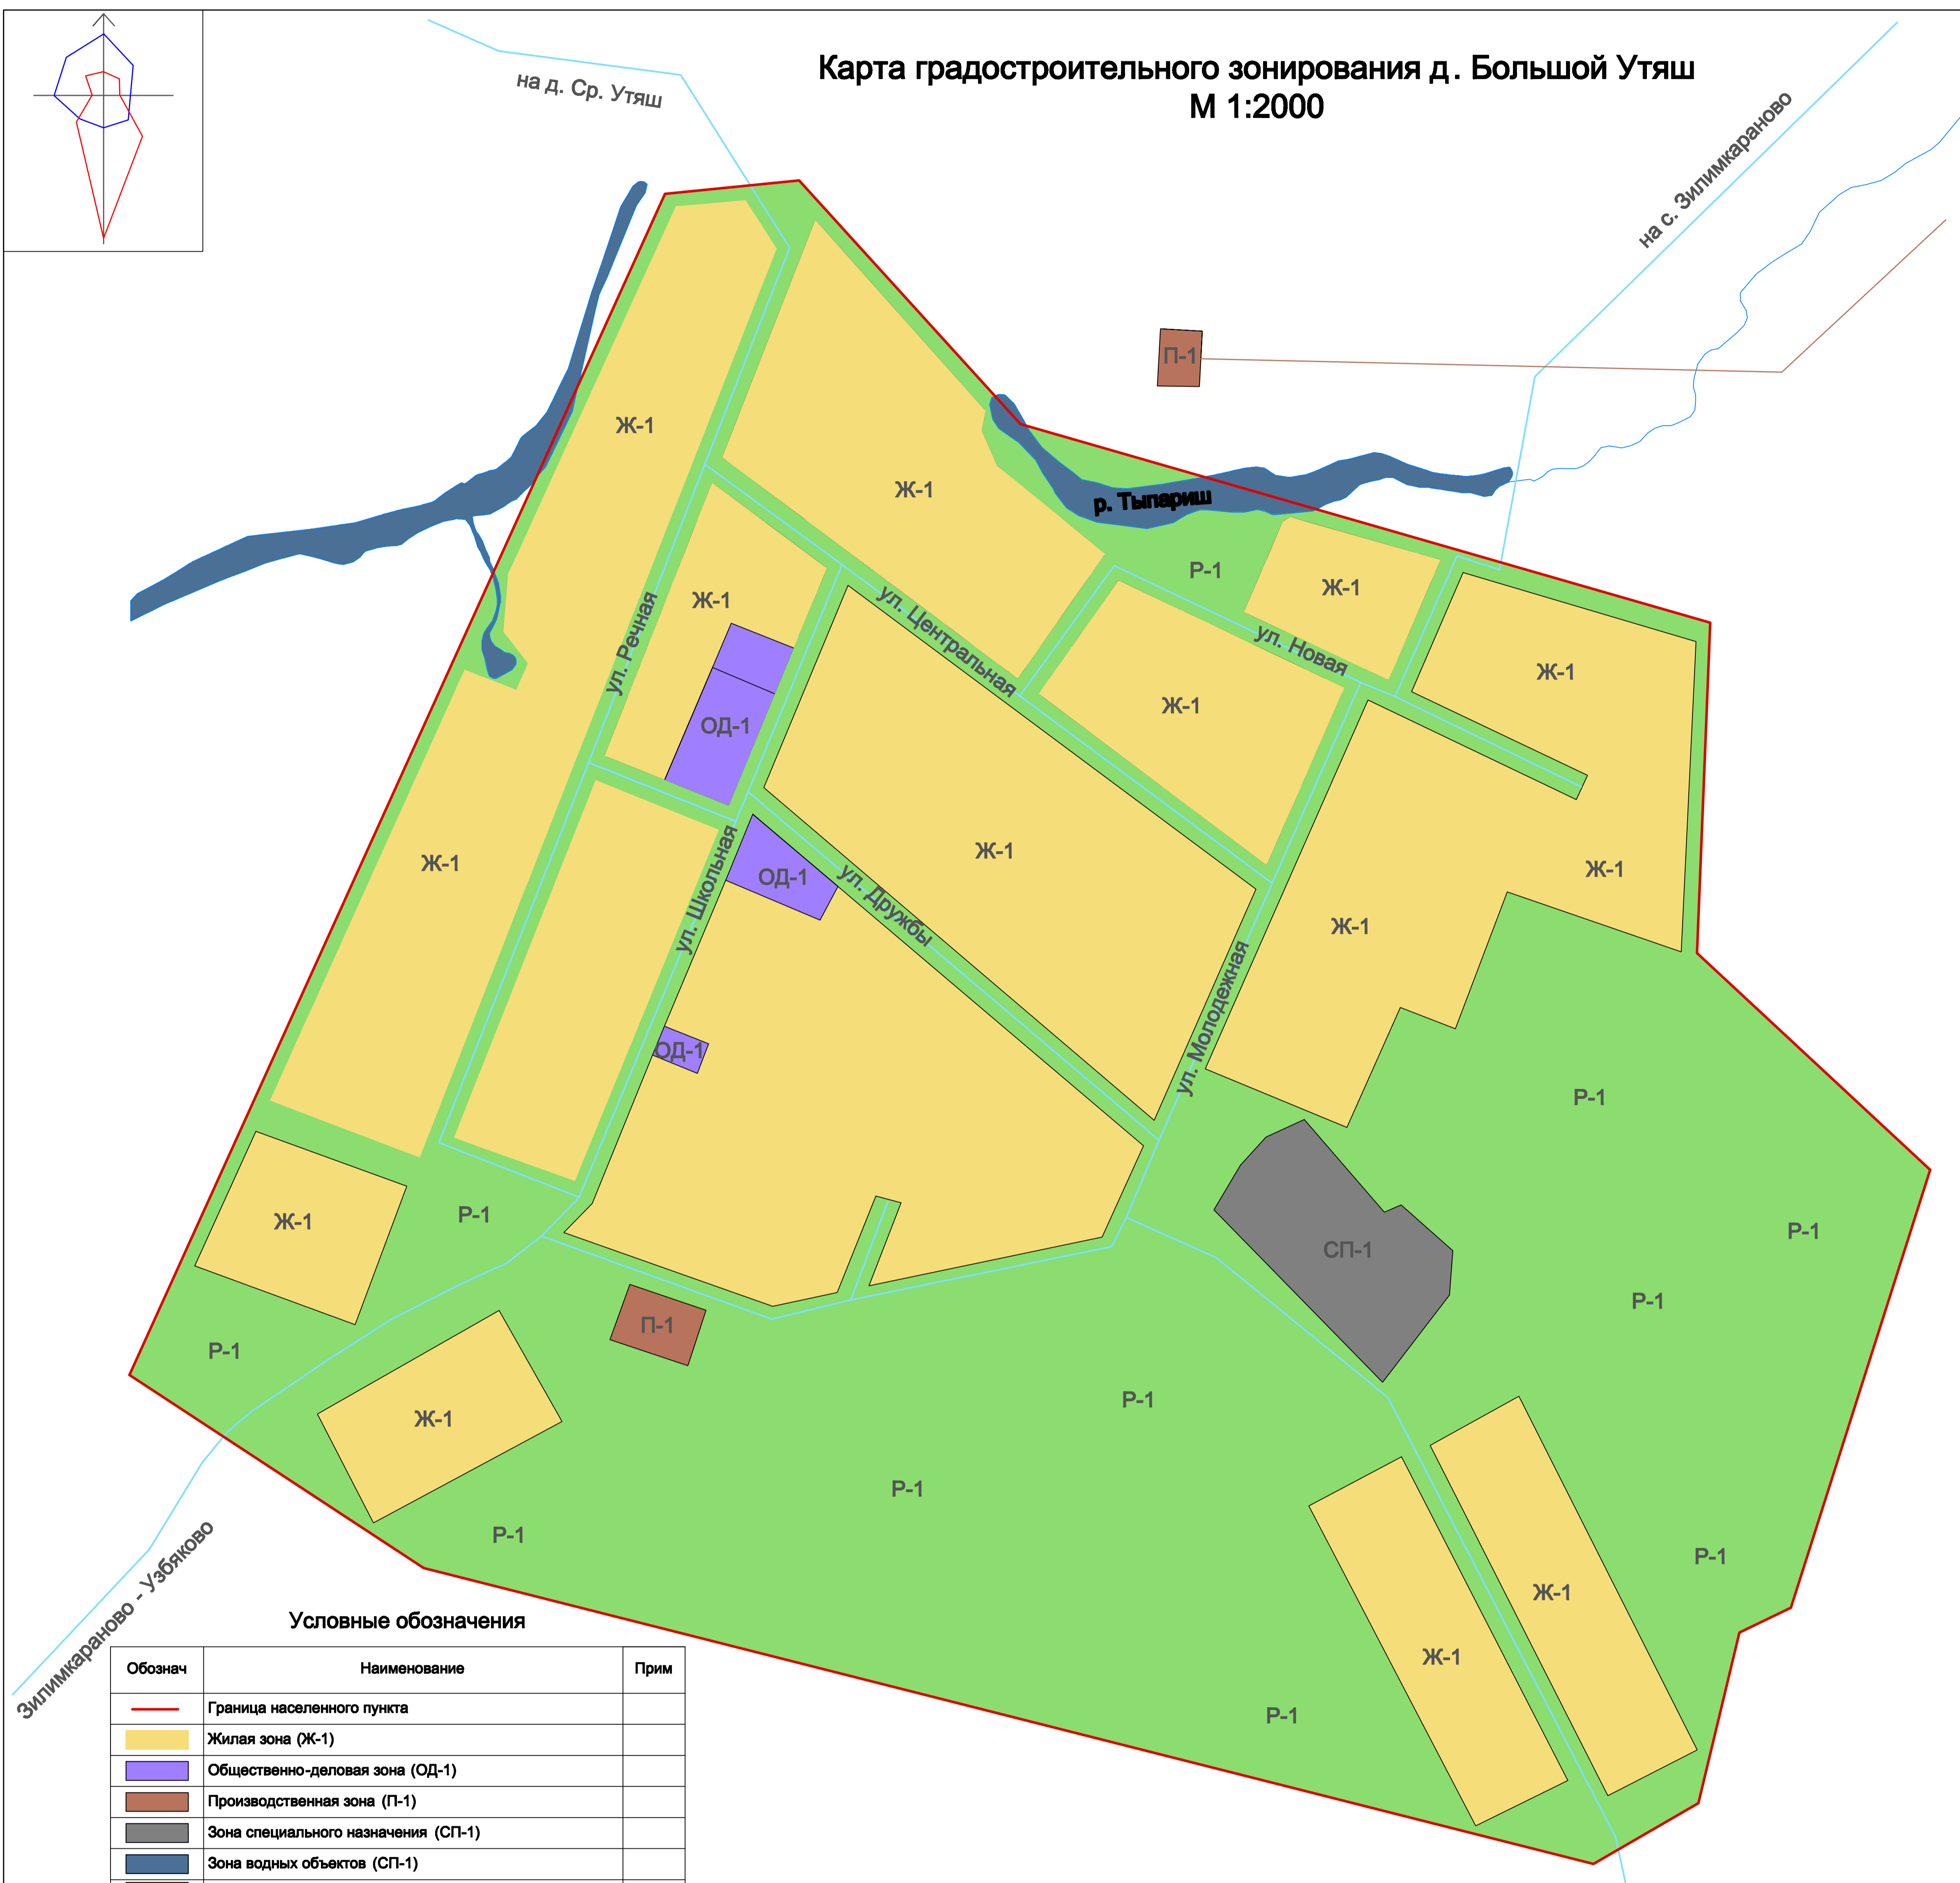 Карта градостроительного зонирования д. Большой Утяш
М 1:2000
на д. Ср. Утяш
на с. Зилимкараново
П-1
Ж-1
Ж-1
р. Тыпариш
Р-1
Ж-1
Ж-1
ул. Речная
ул. Центральная
ул. Новая
Ж-1
Ж-1
ОД-1
Ж-1
Ж-1
Ж-1
ОД-1
ул. Школьная
ул. Дружбы
Ж-1
ул. Молодежная
ОД-1
Р-1
Ж-1
Р-1
Р-1
СП-1
Р-1
П-1
Р-1
Р-1
Ж-1
Р-1
Р-1
Р-1
Ж-1
Ж-1
Р-1
Зилимкараново - Узбяково
Условные обозначения
Обознач Наименование Прим
Граница населенного пункта
Жилая зона (Ж-1)
Общественно-деловая зона (ОД-1)
Производственная зона (П-1)
Зона специального назначения (СП-1)
Зона водных объектов (СП-1)